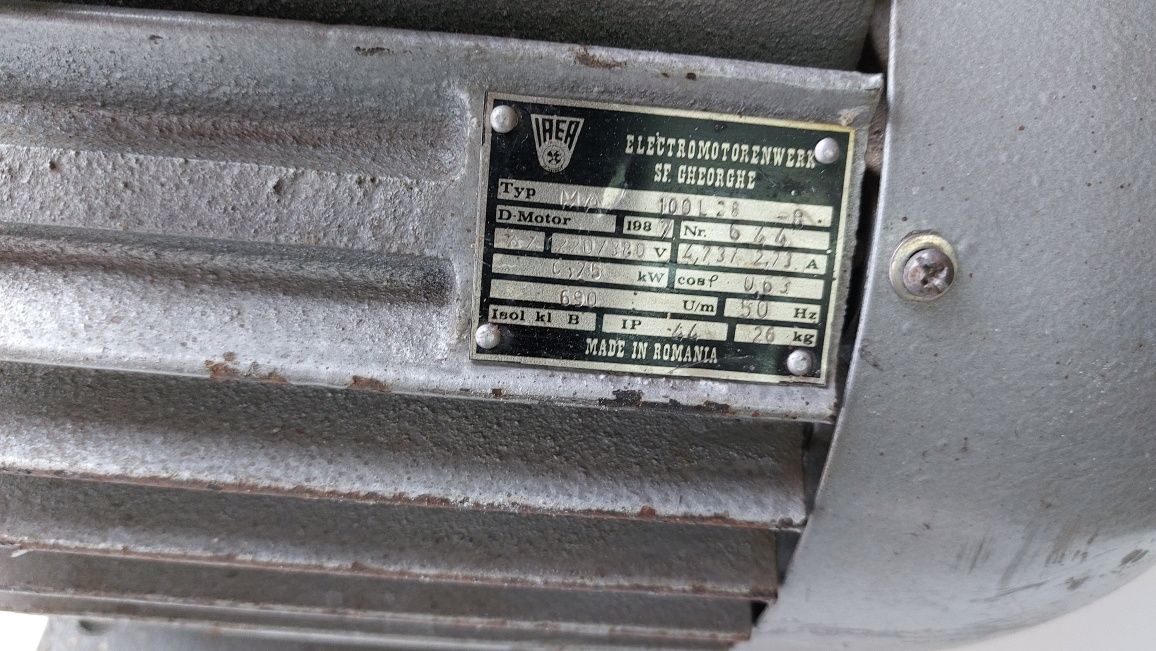 ELECTROMOTORENWERK
SF. GHEORGHE
Typ 100L28 -8
D-Motor 198 Nr. 644
220/380 V 4,73/ 2,73 A
0,75 kW cosφ 0,63
690 U/m 50 Hz
Isol kl B IP 44 26 kg
MADE IN ROMANIA